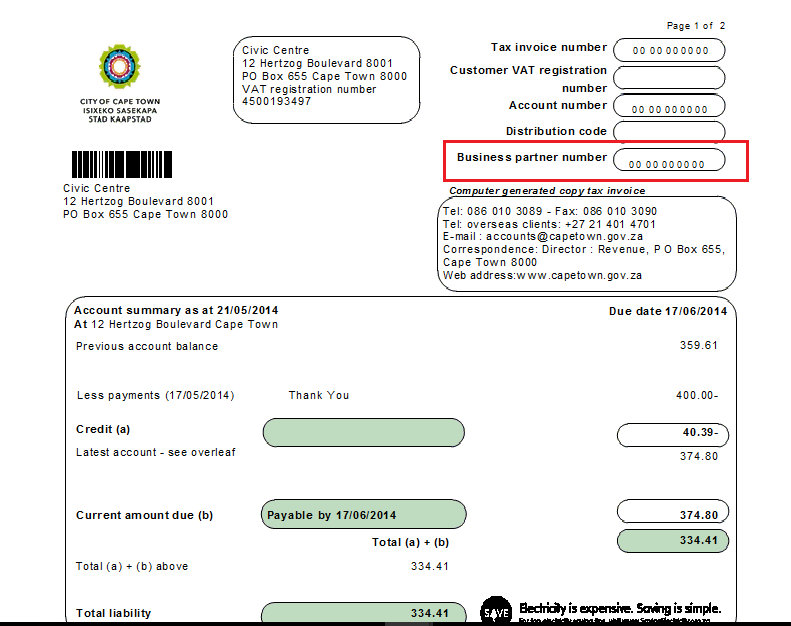 Page 1 of 2
CITY OF CAPE TOWN
ISIXEKO SASEKAPA
STAD KAAPSTAD
Civic Centre
12 Hertzog Boulevard 8001
PO Box 655 Cape Town 8000
VAT registration number
4500193497
Tax invoice number 00 00 000000
Customer VAT registration
number
Account number 00 00 000000
Distribution code
Business partner number 00 00 000000
Civic Centre
12 Hertzog Boulevard 8001
PO Box 655 Cape Town 8000
Computer generated copy tax invoice
Tel: 086 010 3089 - Fax: 086 010 3090
Tel: overseas clients: +27 21 401 4701
E-mail : accounts@capetown.gov.za
Correspondence: Director : Revenue, P O Box 655,
Cape Town 8000
Web address:www.capetown.gov.za
Account summary as at 21/05/2014 Due date 17/06/2014
At 12 Hertzog Boulevard Cape Town
Previous account balance 359.61
Less payments (17/05/2014) Thank You 400.00-
Credit (a) 40.39-
Latest account - see overleaf 374.80
Current amount due (b) Payable by 17/06/2014 374.80
Total (a) + (b) 334.41
Total (a) + (b) above 334.41
Total liability 334.41
SAVE Electricity is expensive. Saving is simple.